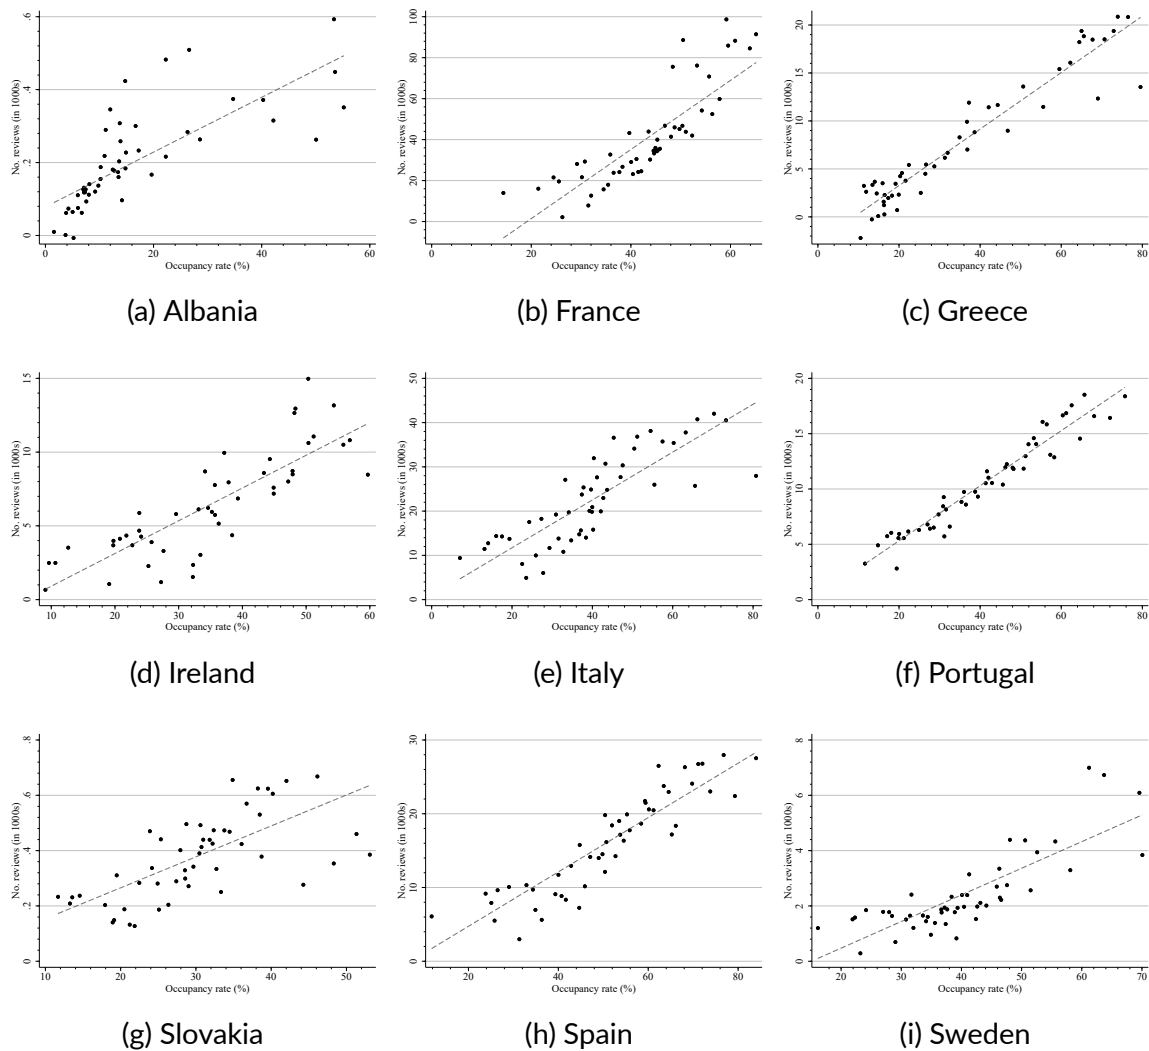 No. reviews (in 1000s)
.6
.4
.2
0
0 20 40 60
Occupancy rate (%)
(a) Albania
No. reviews (in 1000s)
100
80
60
40
20
0
0 20 40 60
Occupancy rate (%)
(b) France
No. reviews (in 1000s)
20
15
10
5
0
0 20 40 60 80
Occupancy rate (%)
(c) Greece
No. reviews (in 1000s)
15
10
5
0
10 20 30 40 50 60
Occupancy rate (%)
(d) Ireland
No. reviews (in 1000s)
50
40
30
20
10
0
0 20 40 60 80
Occupancy rate (%)
(e) Italy
No. reviews (in 1000s)
20
15
10
5
0
0 20 40 60 80
Occupancy rate (%)
(f) Portugal
No. reviews (in 1000s)
.8
.6
.4
.2
0
10 20 30 40 50
Occupancy rate (%)
(g) Slovakia
No. reviews (in 1000s)
30
20
10
0
20 40 60 80
Occupancy rate (%)
(h) Spain
No. reviews (in 1000s)
8
6
4
2
0
20 30 40 50 60 70
Occupancy rate (%)
(i) Sweden